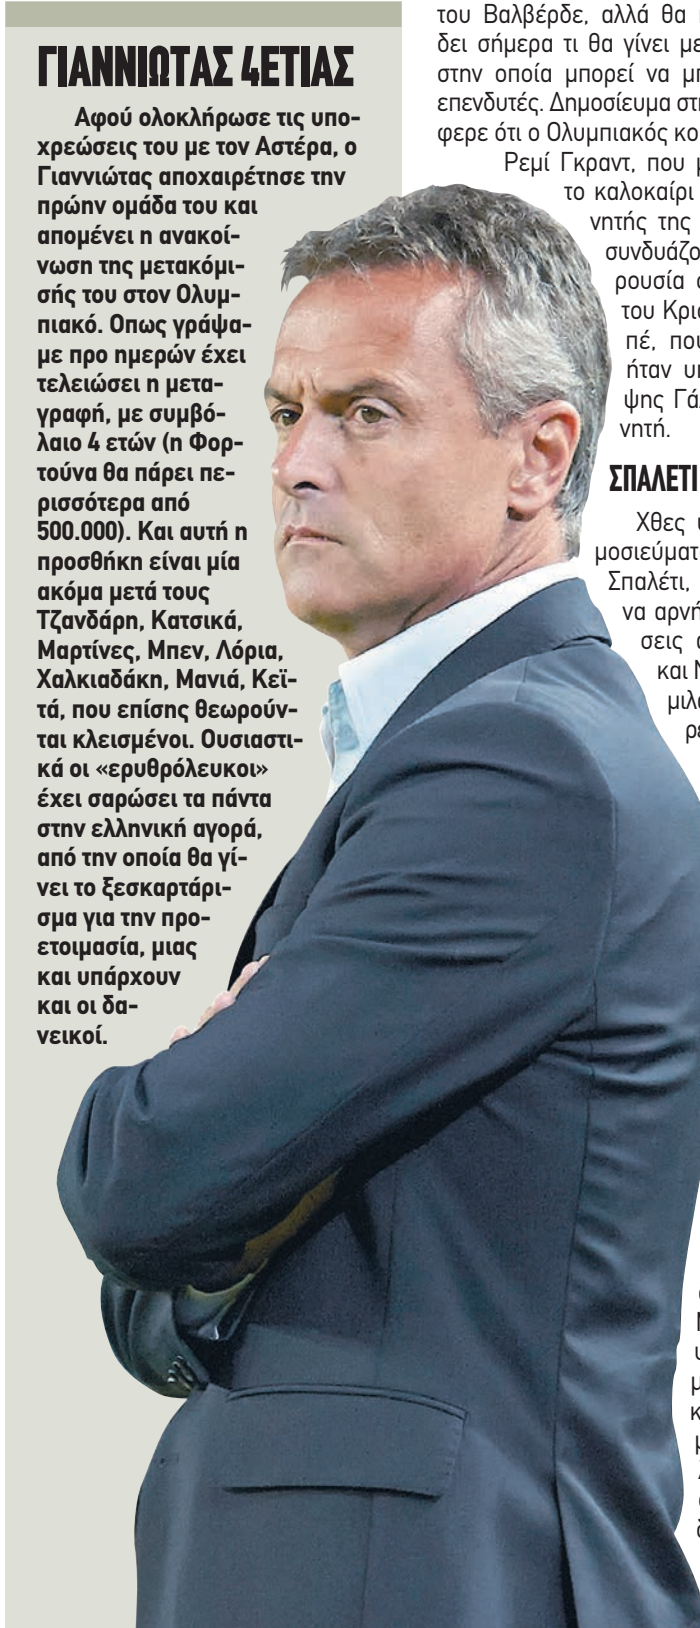 ΓΙΑΝΝΙΩΤΑΣ 4ΕΤΙΑΣ
Αφού ολοκλήρωσε τις υπο-
χρεώσεις του με τον Αστέρα, ο
Γιαννιώτας αποχαιρέτησε την
πρώην ομάδα του και
απομένει η ανακοί-
νωση της μετακόμι-
σής του στον Ολυμ-
πιακό. Οπως γράψα-
με προ ημερών έχει
τελειώσει η μετα-
γραφή, με συμβό-
λαιο 4 ετών (η Φορ-
τούνα θα πάρει πε-
ρισσότερα από
500.000). Και αυτή η
προσθήκη είναι μία
ακόμα μετά τους
Τζανδάρη, Κατσικά,
Μαρτίνες, Μπεν, Λόρια,
Χαλκιαδάκη, Μανιά, Κεϊ-
τά, που επίσης θεωρούν-
ται κλεισμένοι. Ουσιαστι-
κά οι «ερυθρόλευκοι»
έχει σαρώσει τα πάντα
στην ελληνική αγορά,
από την οποία θα γί-
νει το ξεσκαρτάρι-
σμα για την προ-
ετοιμασία, μιας
και υπάρχουν
και οι δα-
νεικοί.
του Βαλβέρδε, αλλά θα
δει σήμερα τι θα γίνει με
στην οποία μπορεί να
επενδυτές. Δημοσίευμα
φερε ότι ο Ολυμπιακός
Ρεμί Γκραντ, που
το καλοκαίρι
νητής της
συνδυάζο
ρουσία
του
πέ, που
ήταν
ψης
νητή.
ΣΠΑΛΕΤΙ
Χθες
μοσιεύματ
Σπαλέτι,
να
σεις
και